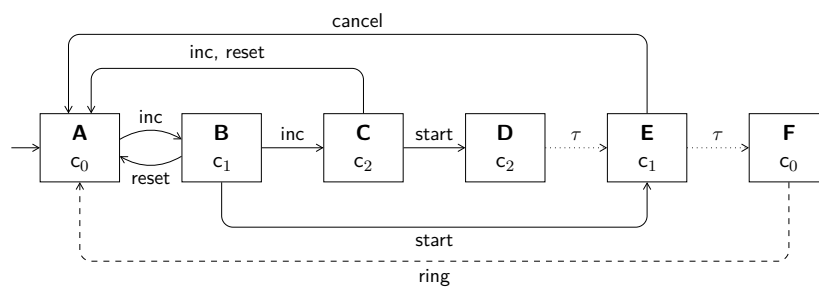 cancel
inc, reset
inc
A
B
C
D
E
F
inc
start
τ
τ
c₀
c₁
c₂
c₂
c₁
c₀
reset
start
ring